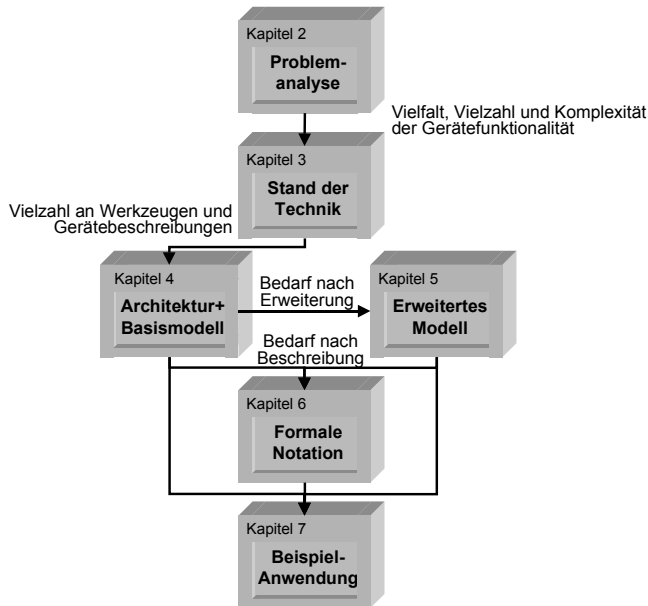 Kapitel 2
Problem-
analyse
Vielfalt, Vielzahl und Komplexität
der Gerätefunktionalität
Kapitel 3
Stand der
Technik
Vielzahl an Werkzeugen und
Gerätebeschreibungen
Kapitel 4
Architektur+
Basismodell
Bedarf nach
Erweiterung
Kapitel 5
Erweitertes
Modell
Bedarf nach
Beschreibung
Kapitel 6
Formale
Notation
Kapitel 7
Beispiel-
Anwendung